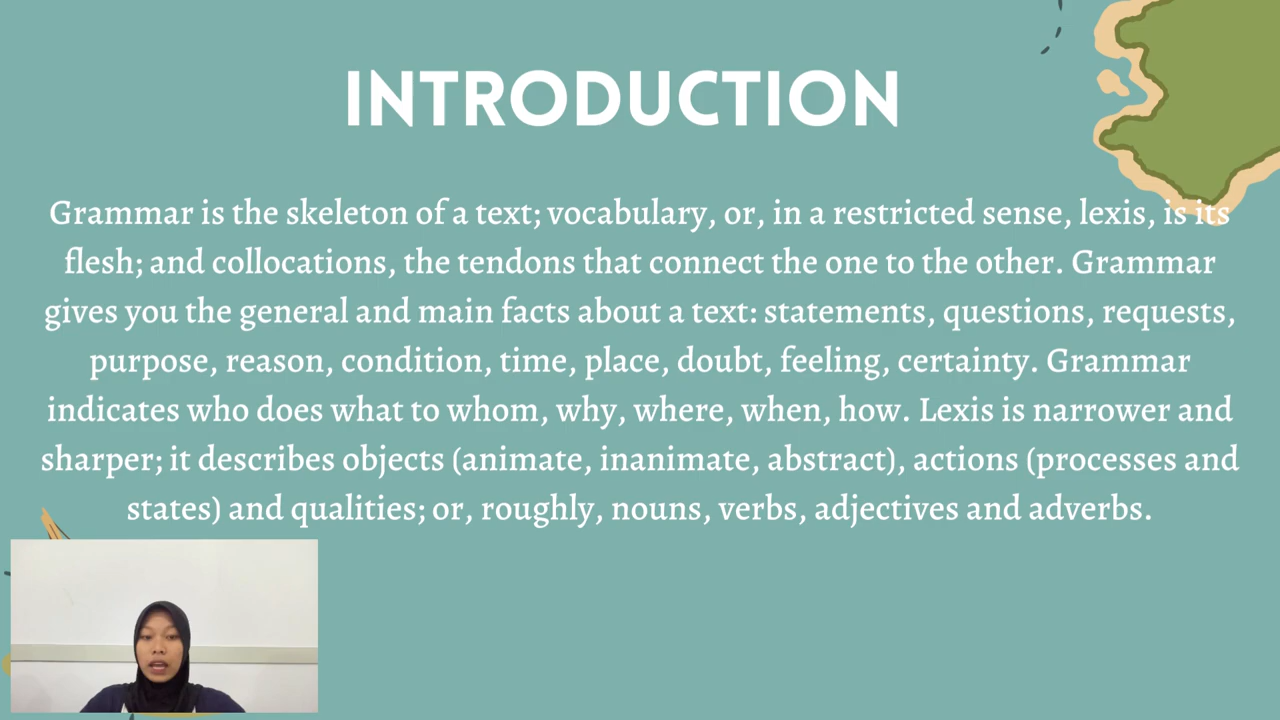 INTRODUCTION
Grammar is the skeleton of a text; vocabulary, or, in a restricted sense, lexis, is its
flesh; and collocations, the tendons that connect the one to the other. Grammar
gives you the general and main facts about a text: statements, questions, requests,
purpose, reason, condition, time, place, doubt, feeling, certainty. Grammar
indicates who does what to whom, why, where, when, how. Lexis is narrower and
sharper; it describes objects (animate, inanimate, abstract), actions (processes and
states) and qualities; or, roughly, nouns, verbs, adjectives and adverbs.